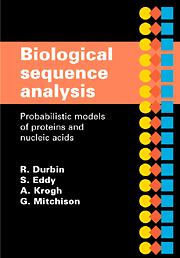 Biological
sequence
analysis
Probabilistic models
of proteins and
nucleic acids
R. Durbin
S. Eddy
A. Krogh
G. Mitchison